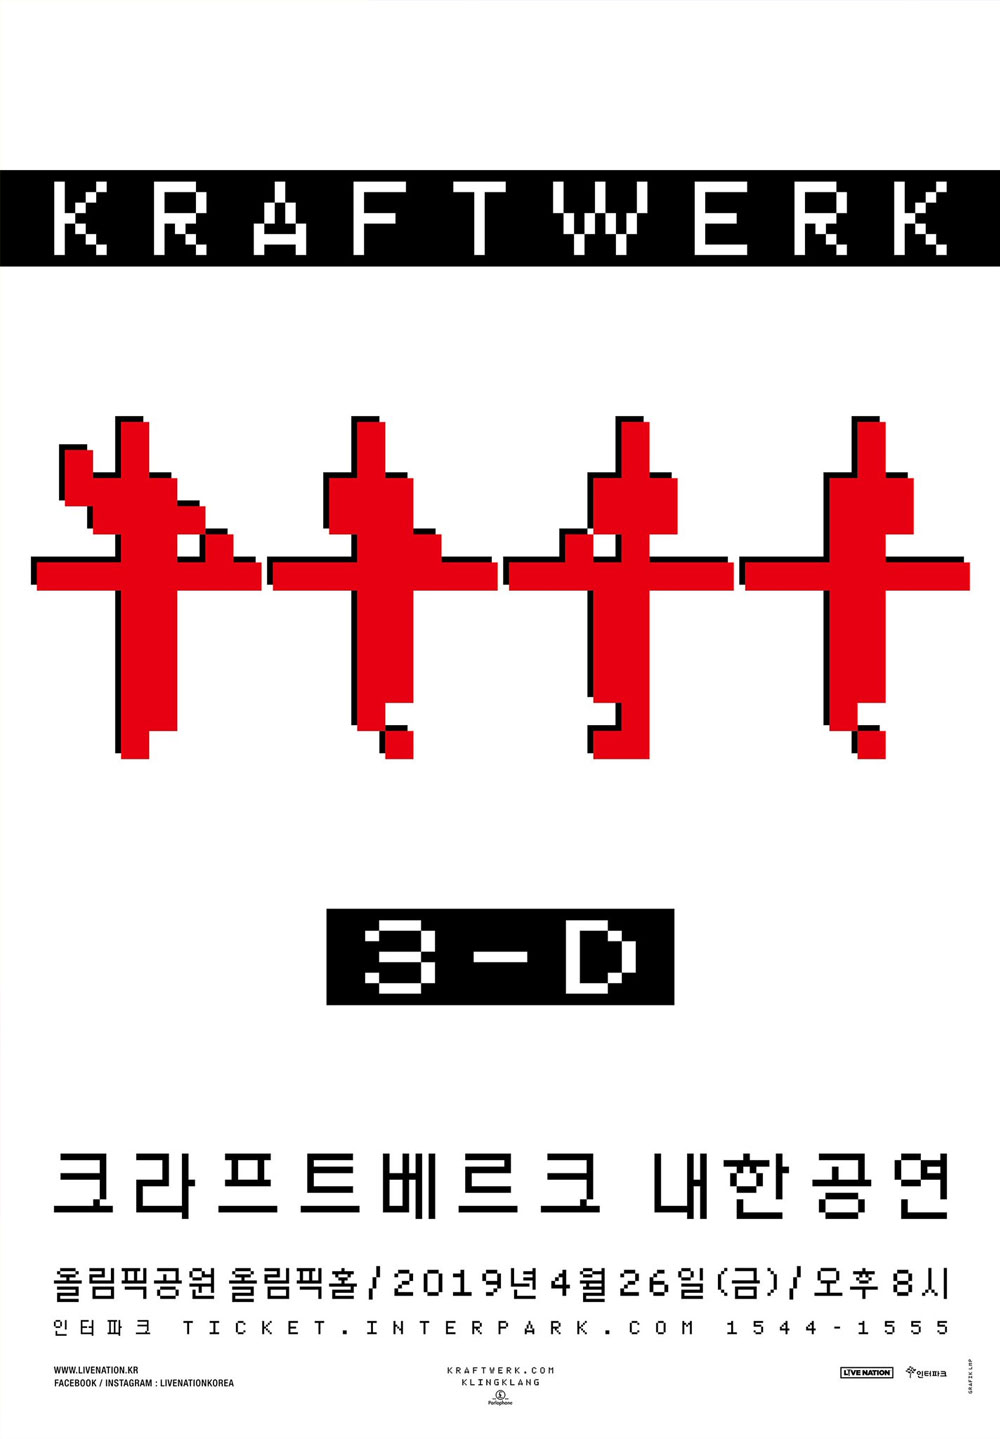 KRAFTWERK
3-D
크라프트베르크 내한공연
올림픽공원 올림픽홀/2019년 4월 26일(금)/오후 8시
인터파크 TICKET.INTERPARK.COM 1544-1555
WWW.LIVENATION.KR
FACEBOOK / INSTAGRAM : LIVENATIONKOREA
KRAFTWERK.COM
KLINGKLANG
Parlophone
LIVE NATION
인터파크
GRAFIK LMP